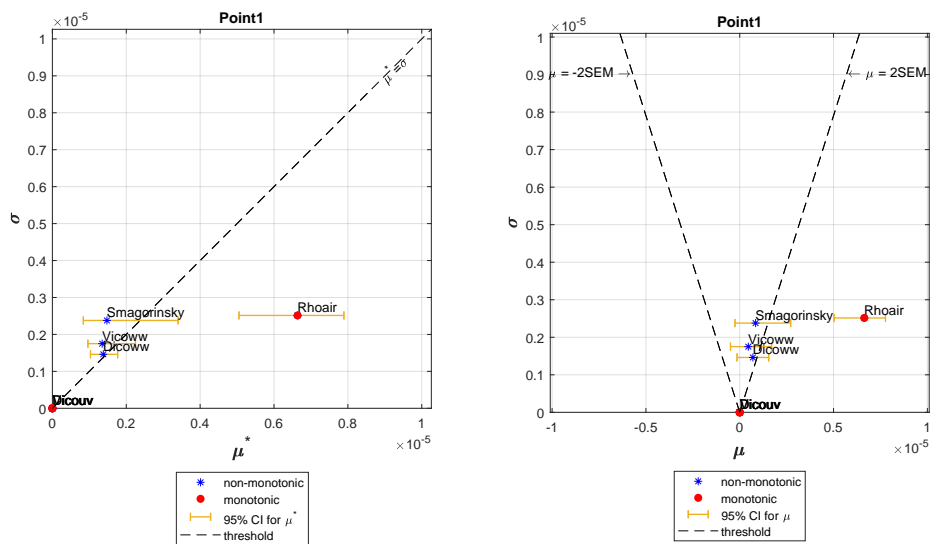 Point1
×10⁻⁵
1
0.9
0.8
0.7
0.6
0.5
0.4
0.3
0.2
0.1
0
σ
μ* = σ
Smagorinsky
Rhoair
Vicoww
Dicoww
Dicouv
0 0.2 0.4 0.6 0.8 1
×10⁻⁵
μ*
non-monotonic
monotonic
95% CI for μ*
threshold
Point1
×10⁻⁵
1
0.9
0.8
0.7
0.6
0.5
0.4
0.3
0.2
0.1
0
σ
μ = -2SEM
μ = 2SEM
Smagorinsky
Rhoair
Vicoww
Dicoww
Dicouv
-1 -0.5 0 0.5 1
×10⁻⁵
μ
non-monotonic
monotonic
95% CI for μ
threshold